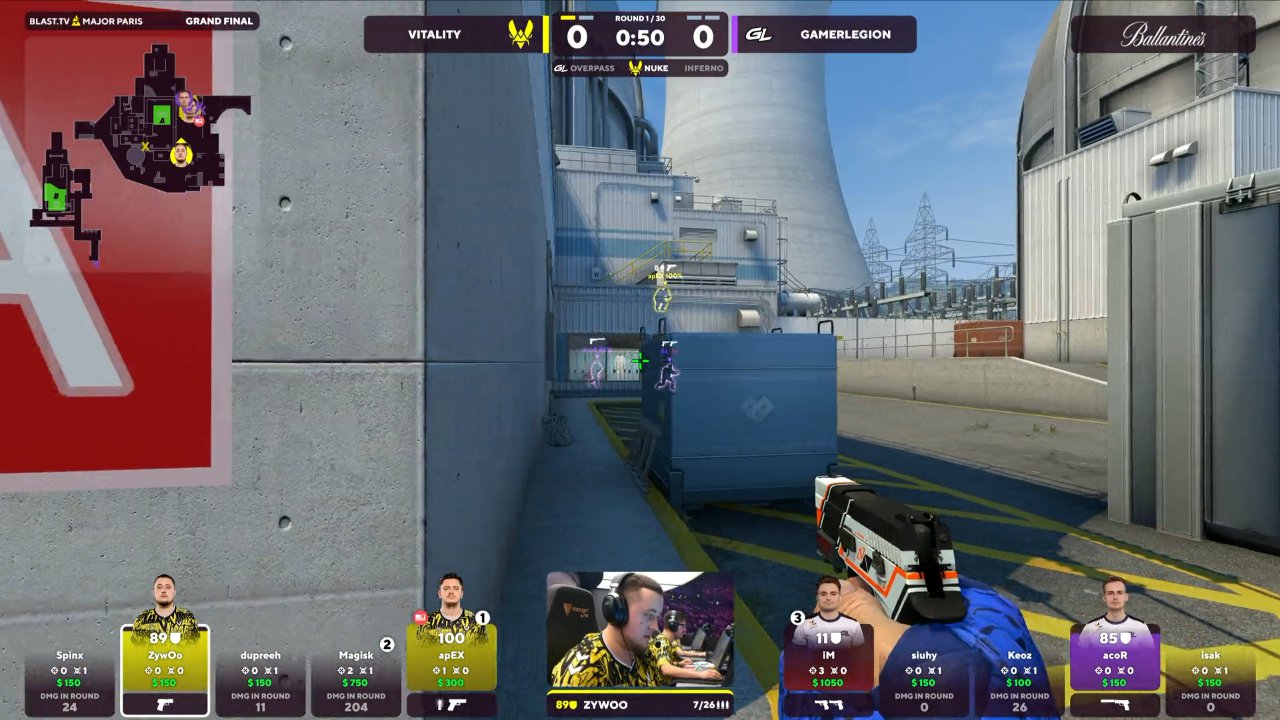 BLAST.TV MAJOR PARIS GRAND FINAL
VITALITY 0 ROUND 1 / 30 0:50 0 GL GAMERLEGION
Ballantine's
GL OVERPASS NUKE INFERNO
A
B
X
apEX 100%
A
89 ZywOo 0 0 $150
100 apEX 1 0 $300
11 iM 3 0 $1050
85 acoR 0 0 $150
1
2
3
Spinx 0 1 $150 DMG IN ROUND 24
dupreeh 0 1 $150 DMG IN ROUND 11
Magisk 2 1 $750 DMG IN ROUND 204
siuhy 0 1 $150 DMG IN ROUND 0
Keoz 0 1 $100 DMG IN ROUND 26
isak 0 1 $150 DMG IN ROUND 0
89 ZYWOO 7/26